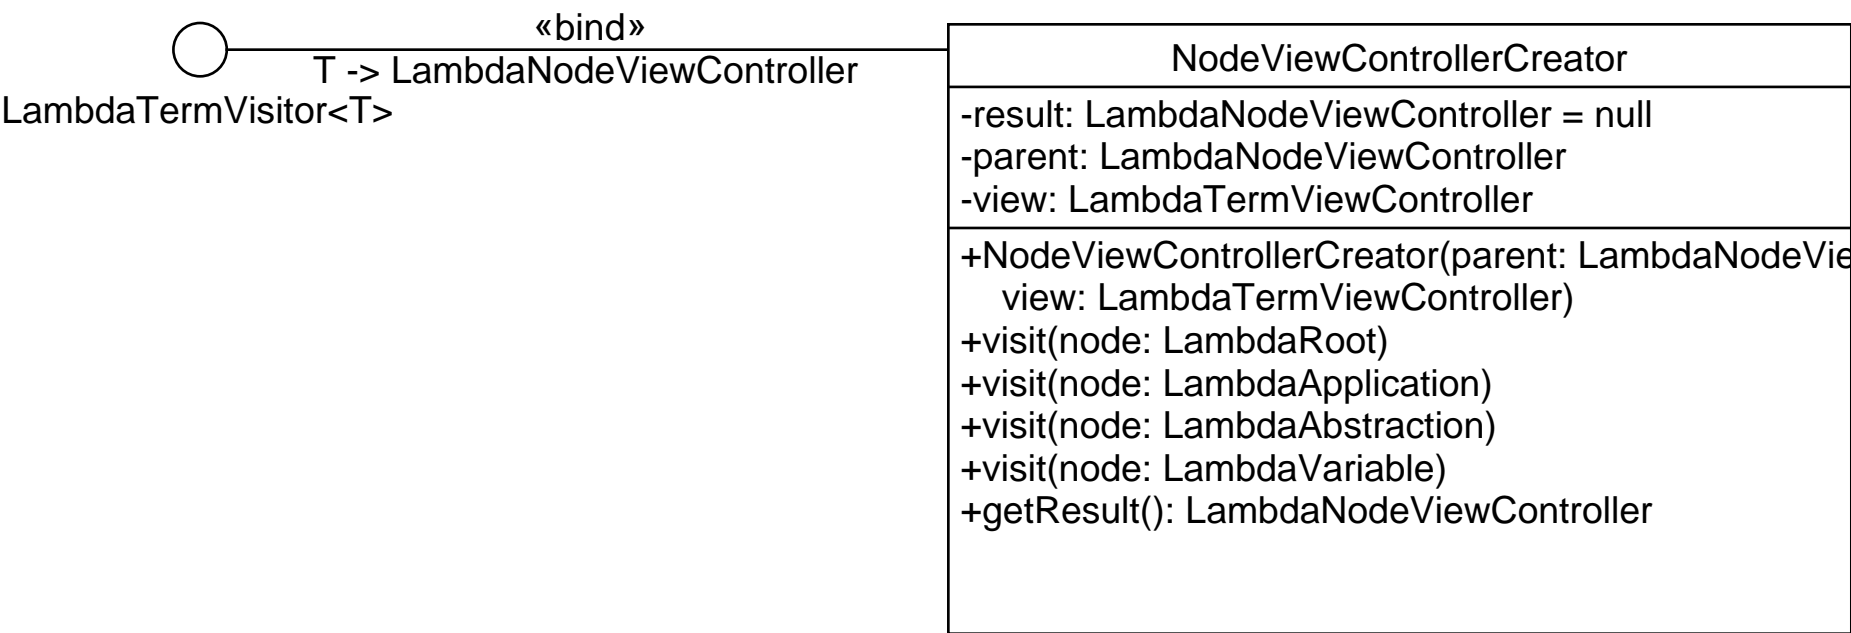 «bind»
T -> LambdaNodeViewController
LambdaTermVisitor<T>
NodeViewControllerCreator
-result: LambdaNodeViewController = null
-parent: LambdaNodeViewController
-view: LambdaTermViewController
+NodeViewControllerCreator(parent: LambdaNodeVie
view: LambdaTermViewController)
+visit(node: LambdaRoot)
+visit(node: LambdaApplication)
+visit(node: LambdaAbstraction)
+visit(node: LambdaVariable)
+getResult(): LambdaNodeViewController